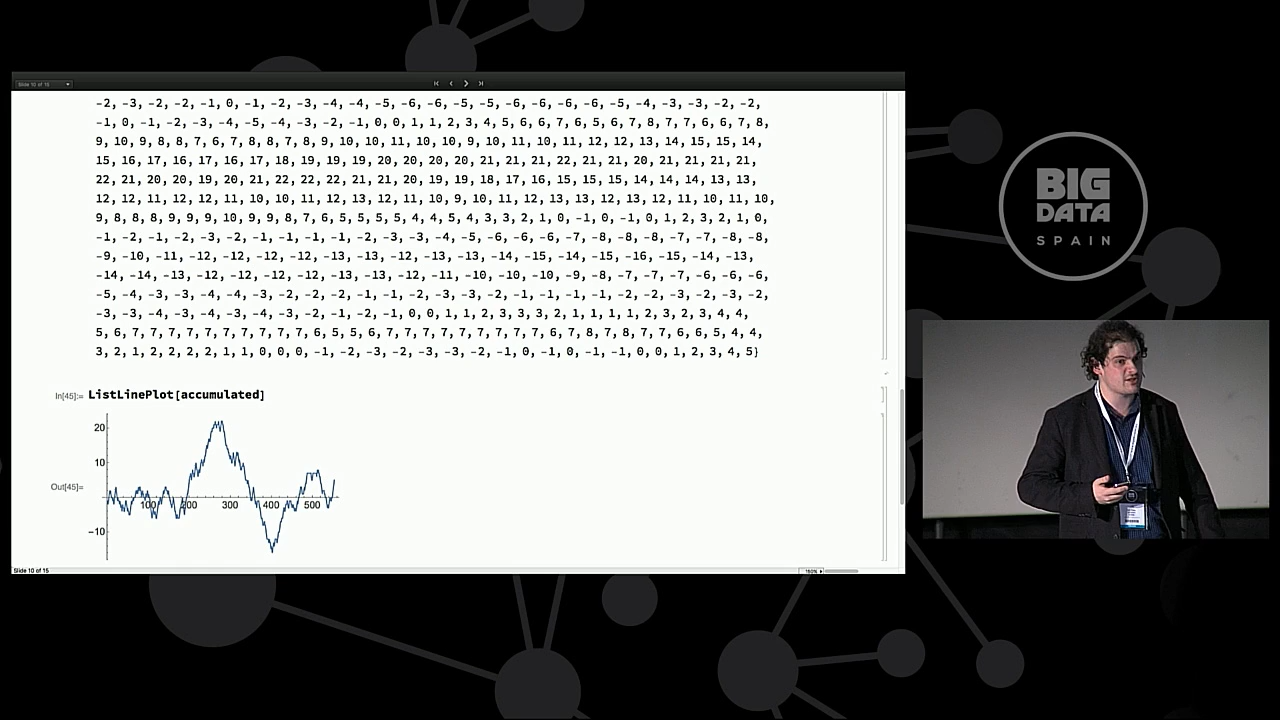 Slide 10 of 15
-2, -3, -2, -2, -1, 0, -1, -2, -3, -4, -4, -5, -6, -6, -5, -5, -6, -6, -6, -6, -5, -4, -3, -3, -2, -2,
-1, 0, -1, -2, -3, -4, -5, -4, -3, -2, -1, 0, 0, 1, 1, 2, 3, 4, 5, 6, 6, 7, 6, 5, 6, 7, 8, 7, 7, 6, 6, 7, 8,
9, 10, 9, 8, 8, 7, 6, 7, 8, 8, 7, 8, 9, 10, 10, 11, 10, 10, 9, 10, 11, 10, 11, 12, 12, 13, 14, 15, 15, 14,
15, 16, 17, 16, 17, 16, 17, 18, 19, 19, 19, 20, 20, 20, 20, 21, 21, 21, 22, 21, 21, 20, 21, 21, 21, 21,
22, 21, 20, 20, 19, 20, 21, 22, 22, 22, 21, 21, 20, 19, 19, 18, 17, 16, 15, 15, 15, 14, 14, 14, 13, 13,
12, 12, 11, 12, 12, 11, 10, 10, 11, 12, 13, 12, 11, 10, 9, 10, 11, 12, 13, 13, 12, 13, 12, 11, 10, 11, 10,
9, 8, 8, 8, 9, 9, 9, 10, 9, 9, 8, 7, 6, 5, 5, 5, 5, 4, 4, 5, 4, 3, 3, 2, 1, 0, -1, 0, -1, 0, 1, 2, 3, 2, 1, 0,
-1, -2, -1, -2, -3, -2, -1, -1, -1, -1, -2, -3, -3, -4, -5, -6, -6, -6, -7, -8, -8, -8, -7, -7, -8, -8,
-9, -10, -11, -12, -12, -12, -12, -13, -13, -12, -13, -13, -14, -15, -14, -15, -16, -15, -14, -13,
-14, -14, -13, -12, -12, -12, -12, -13, -13, -12, -11, -10, -10, -10, -9, -8, -7, -7, -7, -6, -6, -6,
-5, -4, -3, -3, -4, -4, -3, -2, -2, -2, -1, -1, -2, -3, -3, -2, -1, -1, -1, -1, -2, -2, -3, -2, -3, -2,
-3, -3, -4, -3, -4, -3, -4, -3, -2, -1, -2, -1, 0, 0, 1, 1, 2, 3, 3, 3, 2, 1, 1, 1, 1, 2, 3, 2, 3, 4, 4,
5, 6, 7, 7, 7, 7, 7, 7, 7, 7, 7, 6, 5, 5, 6, 7, 7, 7, 7, 7, 7, 7, 7, 7, 6, 7, 8, 7, 8, 7, 7, 6, 6, 5, 4, 4,
3, 2, 1, 2, 2, 2, 2, 1, 1, 0, 0, 0, -1, -2, -3, -2, -3, -3, -2, -1, 0, -1, 0, -1, -1, 0, 0, 1, 2, 3, 4, 5}
In[45]:= ListLinePlot[accumulated]
Out[45]=
20
10
-10
100
200
300
400
500
Slide 10 of 15
150%
BIG
DATA
SPAIN